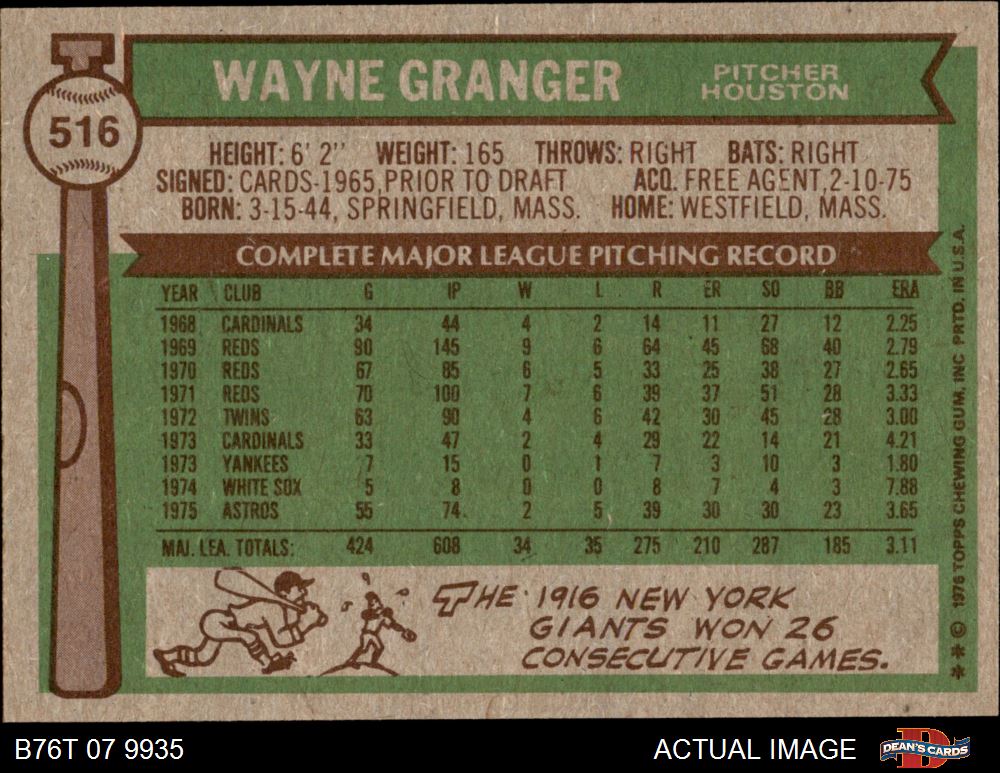 WAYNE GRANGER
PITCHER
HOUSTON
516
HEIGHT: 6' 2" WEIGHT: 165 THROWS: RIGHT BATS: RIGHT
SIGNED: CARDS-1965, PRIOR TO DRAFT ACQ. FREE AGENT, 2-10-75
BORN: 3-15-44, SPRINGFIELD, MASS. HOME: WESTFIELD, MASS.
COMPLETE MAJOR LEAGUE PITCHING RECORD
YEAR CLUB G IP W L R ER SO BB ERA
1968 CARDINALS 34 44 4 2 14 11 27 12 2.25
1969 REDS 90 145 9 6 64 45 68 40 2.79
1970 REDS 67 85 6 5 33 25 38 27 2.65
1971 REDS 70 100 7 6 39 37 51 28 3.33
1972 TWINS 63 90 4 6 42 30 45 28 3.00
1973 CARDINALS 33 47 2 4 29 22 14 21 4.21
1973 YANKEES 7 15 0 1 7 3 10 3 1.80
1974 WHITE SOX 5 8 0 0 8 7 4 3 7.88
1975 ASTROS 55 74 2 5 39 30 30 23 3.65
MAJ. LEA. TOTALS: 424 608 34 35 275 210 287 185 3.11
THE 1916 NEW YORK
GIANTS WON 26
CONSECUTIVE GAMES.
*** © 1976 TOPPS CHEWING GUM, INC PRTD. IN U.S.A.
B76T 07 9935
ACTUAL IMAGE
DEAN'S CARDS